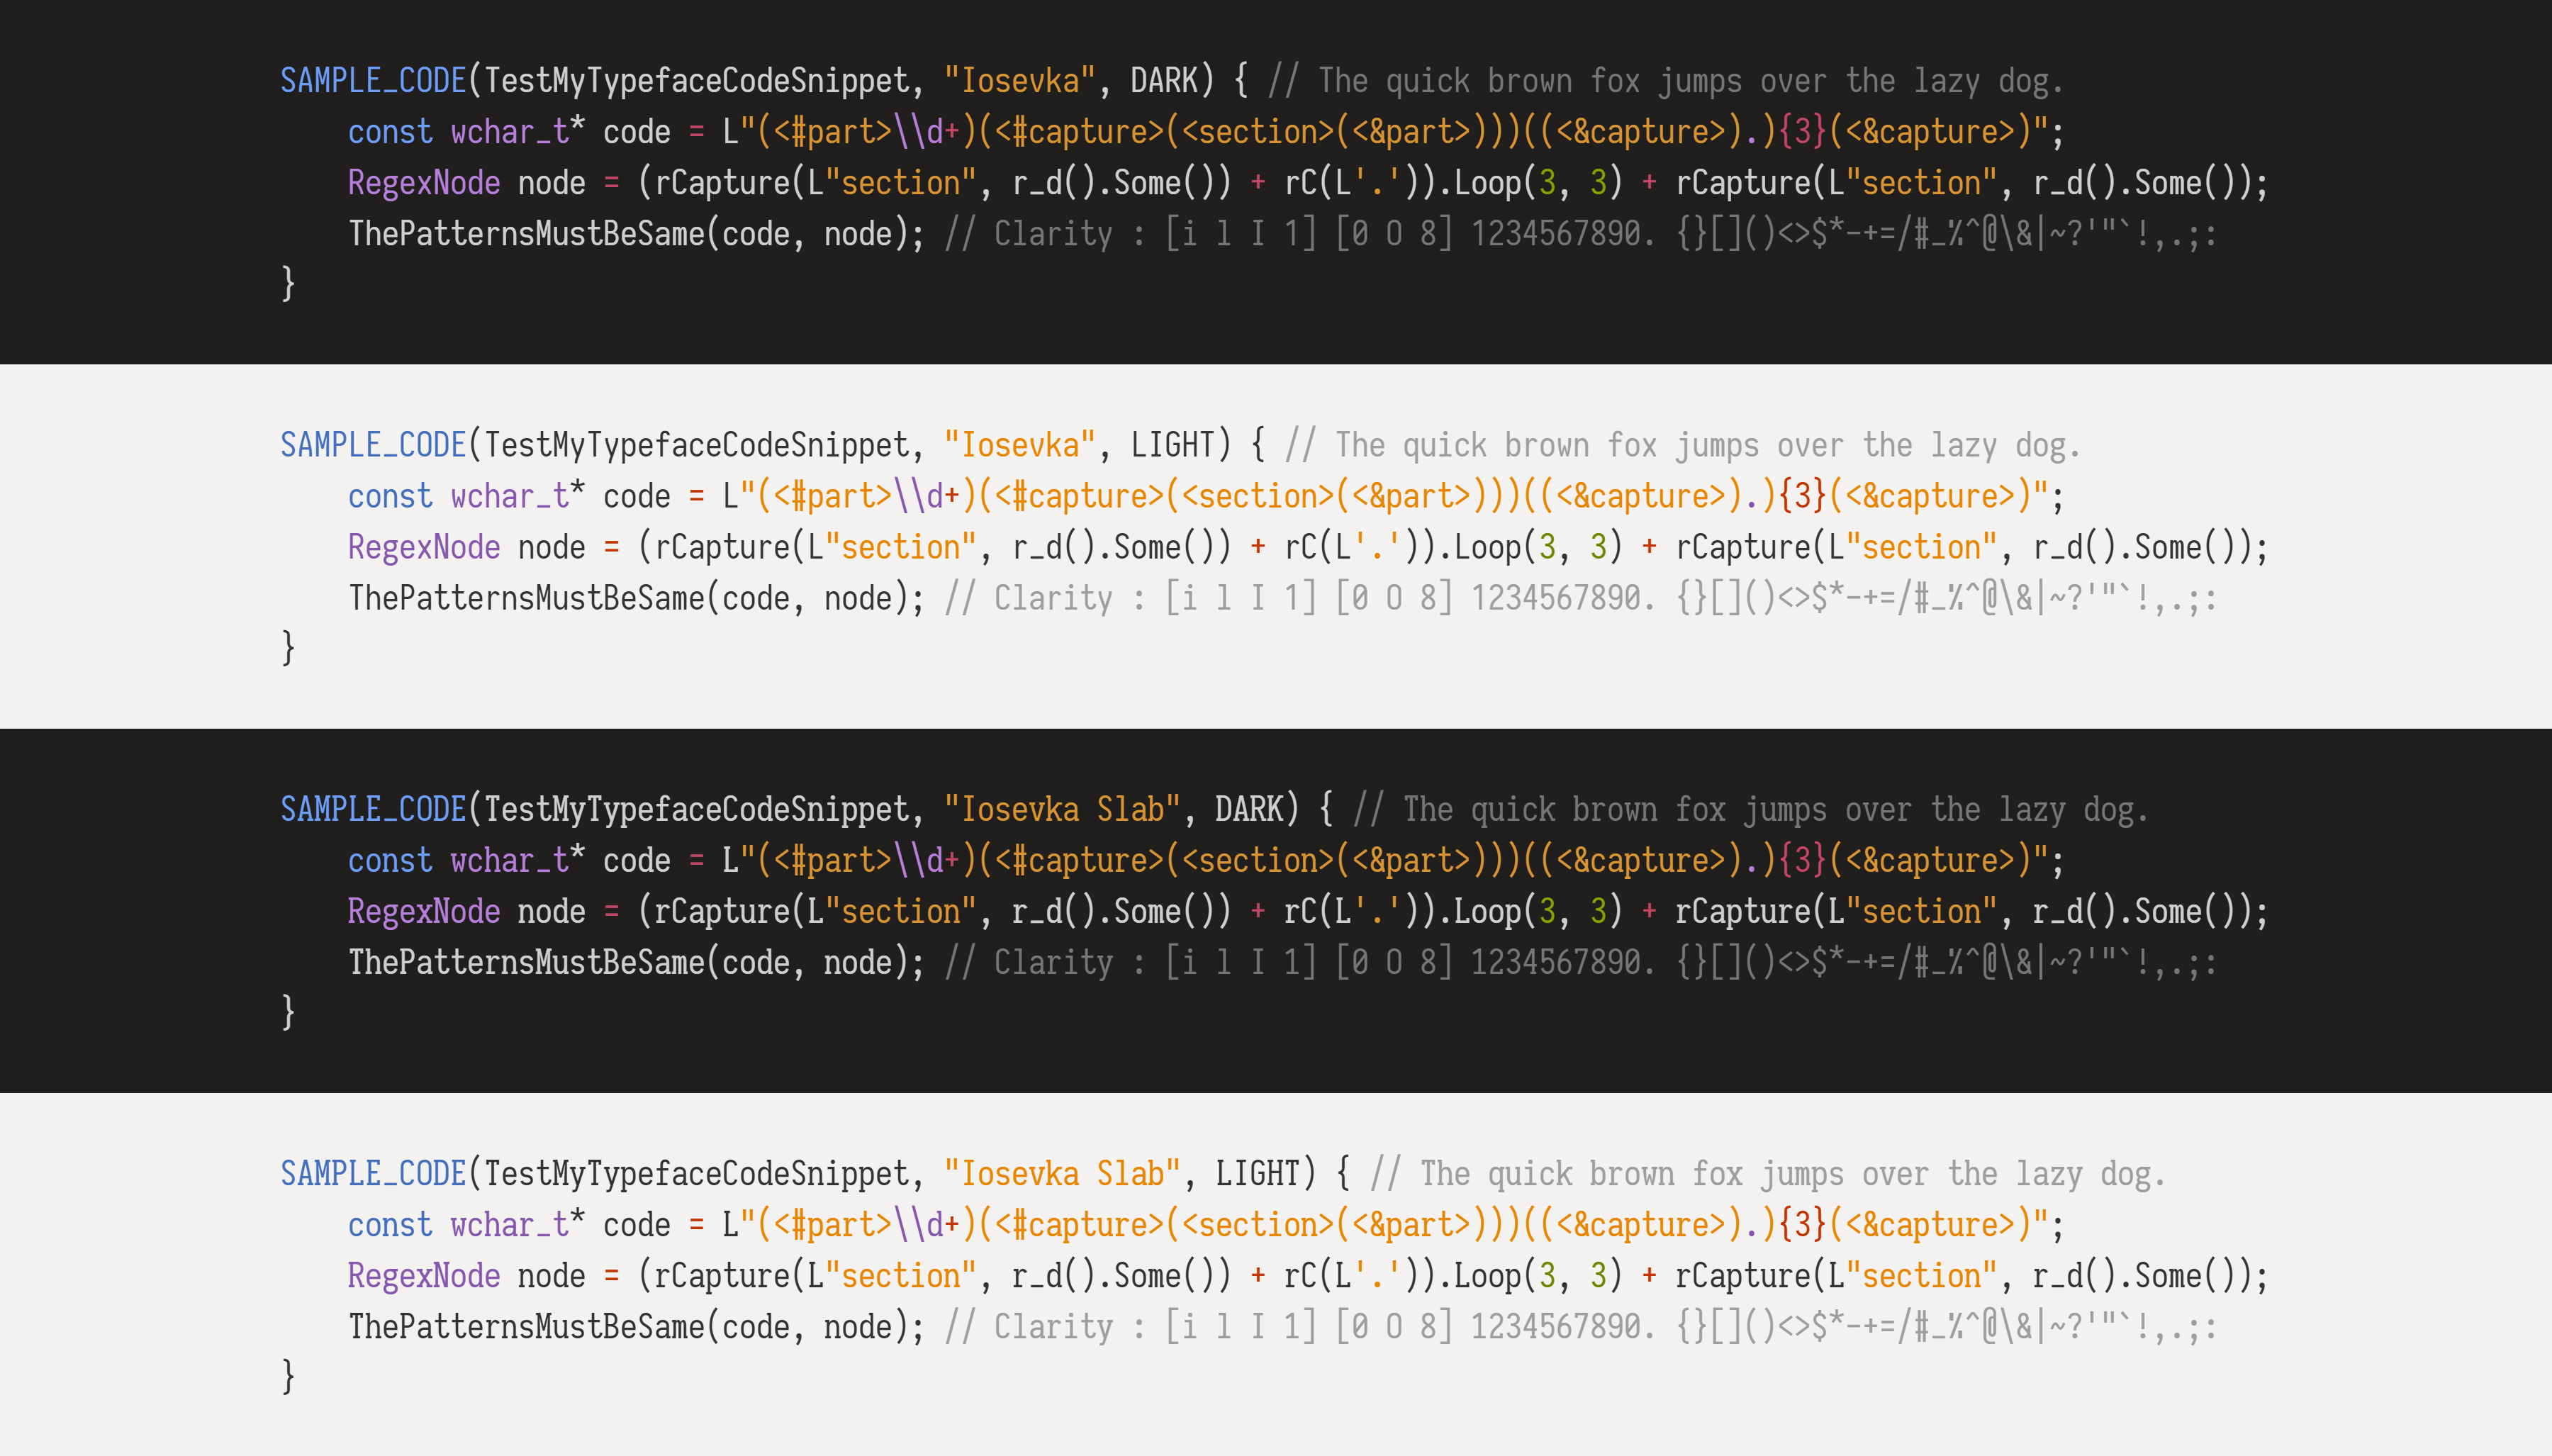 SAMPLE_CODE(TestMyTypefaceCodeSnippet, "Iosevka", DARK) { // The quick brown fox jumps over the lazy dog.
    const wchar_t* code = L"(<#part>\\d+)(<#capture>(<section>(<&part>)))((<&capture>).){3}(<&capture>)";
    RegexNode node = (rCapture(L"section", r_d().Some()) + rC(L'.')).Loop(3, 3) + rCapture(L"section", r_d().Some());
    ThePatternsMustBeSame(code, node); // Clarity : [i l I 1] [0 O 8] 1234567890. {}[]()<>$*-+=/#_%^@\&|~?'"`!,.;:
}
SAMPLE_CODE(TestMyTypefaceCodeSnippet, "Iosevka", LIGHT) { // The quick brown fox jumps over the lazy dog.
    const wchar_t* code = L"(<#part>\\d+)(<#capture>(<section>(<&part>)))((<&capture>).){3}(<&capture>)";
    RegexNode node = (rCapture(L"section", r_d().Some()) + rC(L'.')).Loop(3, 3) + rCapture(L"section", r_d().Some());
    ThePatternsMustBeSame(code, node); // Clarity : [i l I 1] [0 O 8] 1234567890. {}[]()<>$*-+=/#_%^@\&|~?'"`!,.;:
}
SAMPLE_CODE(TestMyTypefaceCodeSnippet, "Iosevka Slab", DARK) { // The quick brown fox jumps over the lazy dog.
    const wchar_t* code = L"(<#part>\\d+)(<#capture>(<section>(<&part>)))((<&capture>).){3}(<&capture>)";
    RegexNode node = (rCapture(L"section", r_d().Some()) + rC(L'.')).Loop(3, 3) + rCapture(L"section", r_d().Some());
    ThePatternsMustBeSame(code, node); // Clarity : [i l I 1] [0 O 8] 1234567890. {}[]()<>$*-+=/#_%^@\&|~?'"`!,.;:
}
SAMPLE_CODE(TestMyTypefaceCodeSnippet, "Iosevka Slab", LIGHT) { // The quick brown fox jumps over the lazy dog.
    const wchar_t* code = L"(<#part>\\d+)(<#capture>(<section>(<&part>)))((<&capture>).){3}(<&capture>)";
    RegexNode node = (rCapture(L"section", r_d().Some()) + rC(L'.')).Loop(3, 3) + rCapture(L"section", r_d().Some());
    ThePatternsMustBeSame(code, node); // Clarity : [i l I 1] [0 O 8] 1234567890. {}[]()<>$*-+=/#_%^@\&|~?'"`!,.;:
}